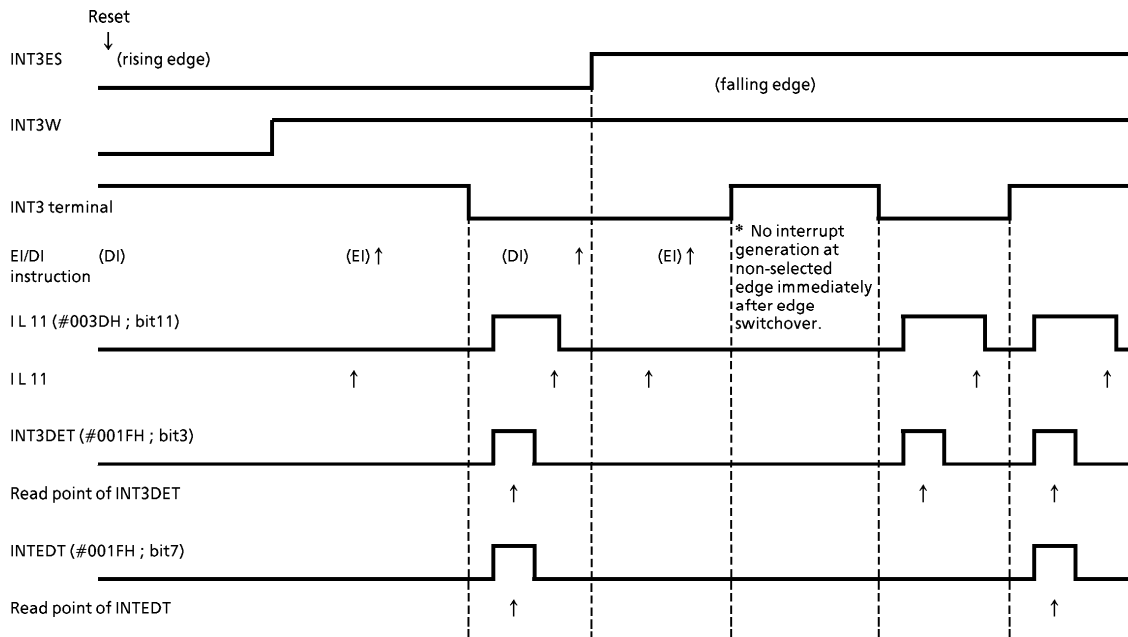 Reset
↓
INT3ES (rising edge)
(falling edge)
INT3W
INT3 terminal
* No interrupt
generation at
non-selected
edge immediately
after edge
switchover.
EI/DI (DI) (EI)↑ (DI) ↑ (EI)↑
instruction
I L 11 (#003DH ; bit11)
I L 11 ↑ ↑ ↑ ↑ ↑
INT3DET (#001FH ; bit3)
Read point of INT3DET ↑ ↑ ↑
INTEDT (#001FH ; bit7)
Read point of INTEDT ↑ ↑